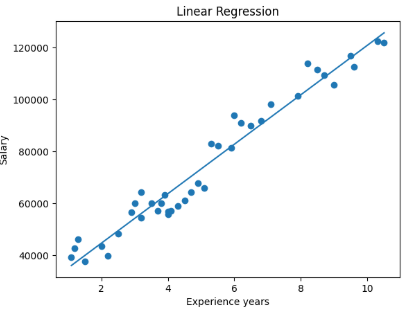 Linear Regression
120000
100000
80000
60000
40000
Salary
2 4 6 8 10
Experience years